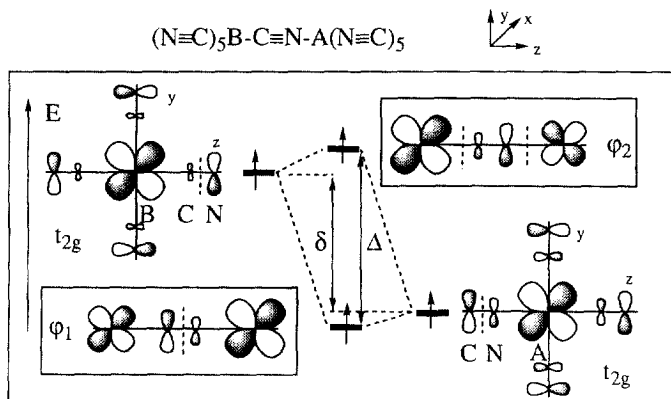 (N≡C)₅B-C≡N-A(N≡C)₅
y
x
z
E
y
z
B C N
t₂g
φ₂
δ
Δ
φ₁
y
z
C N A
t₂g